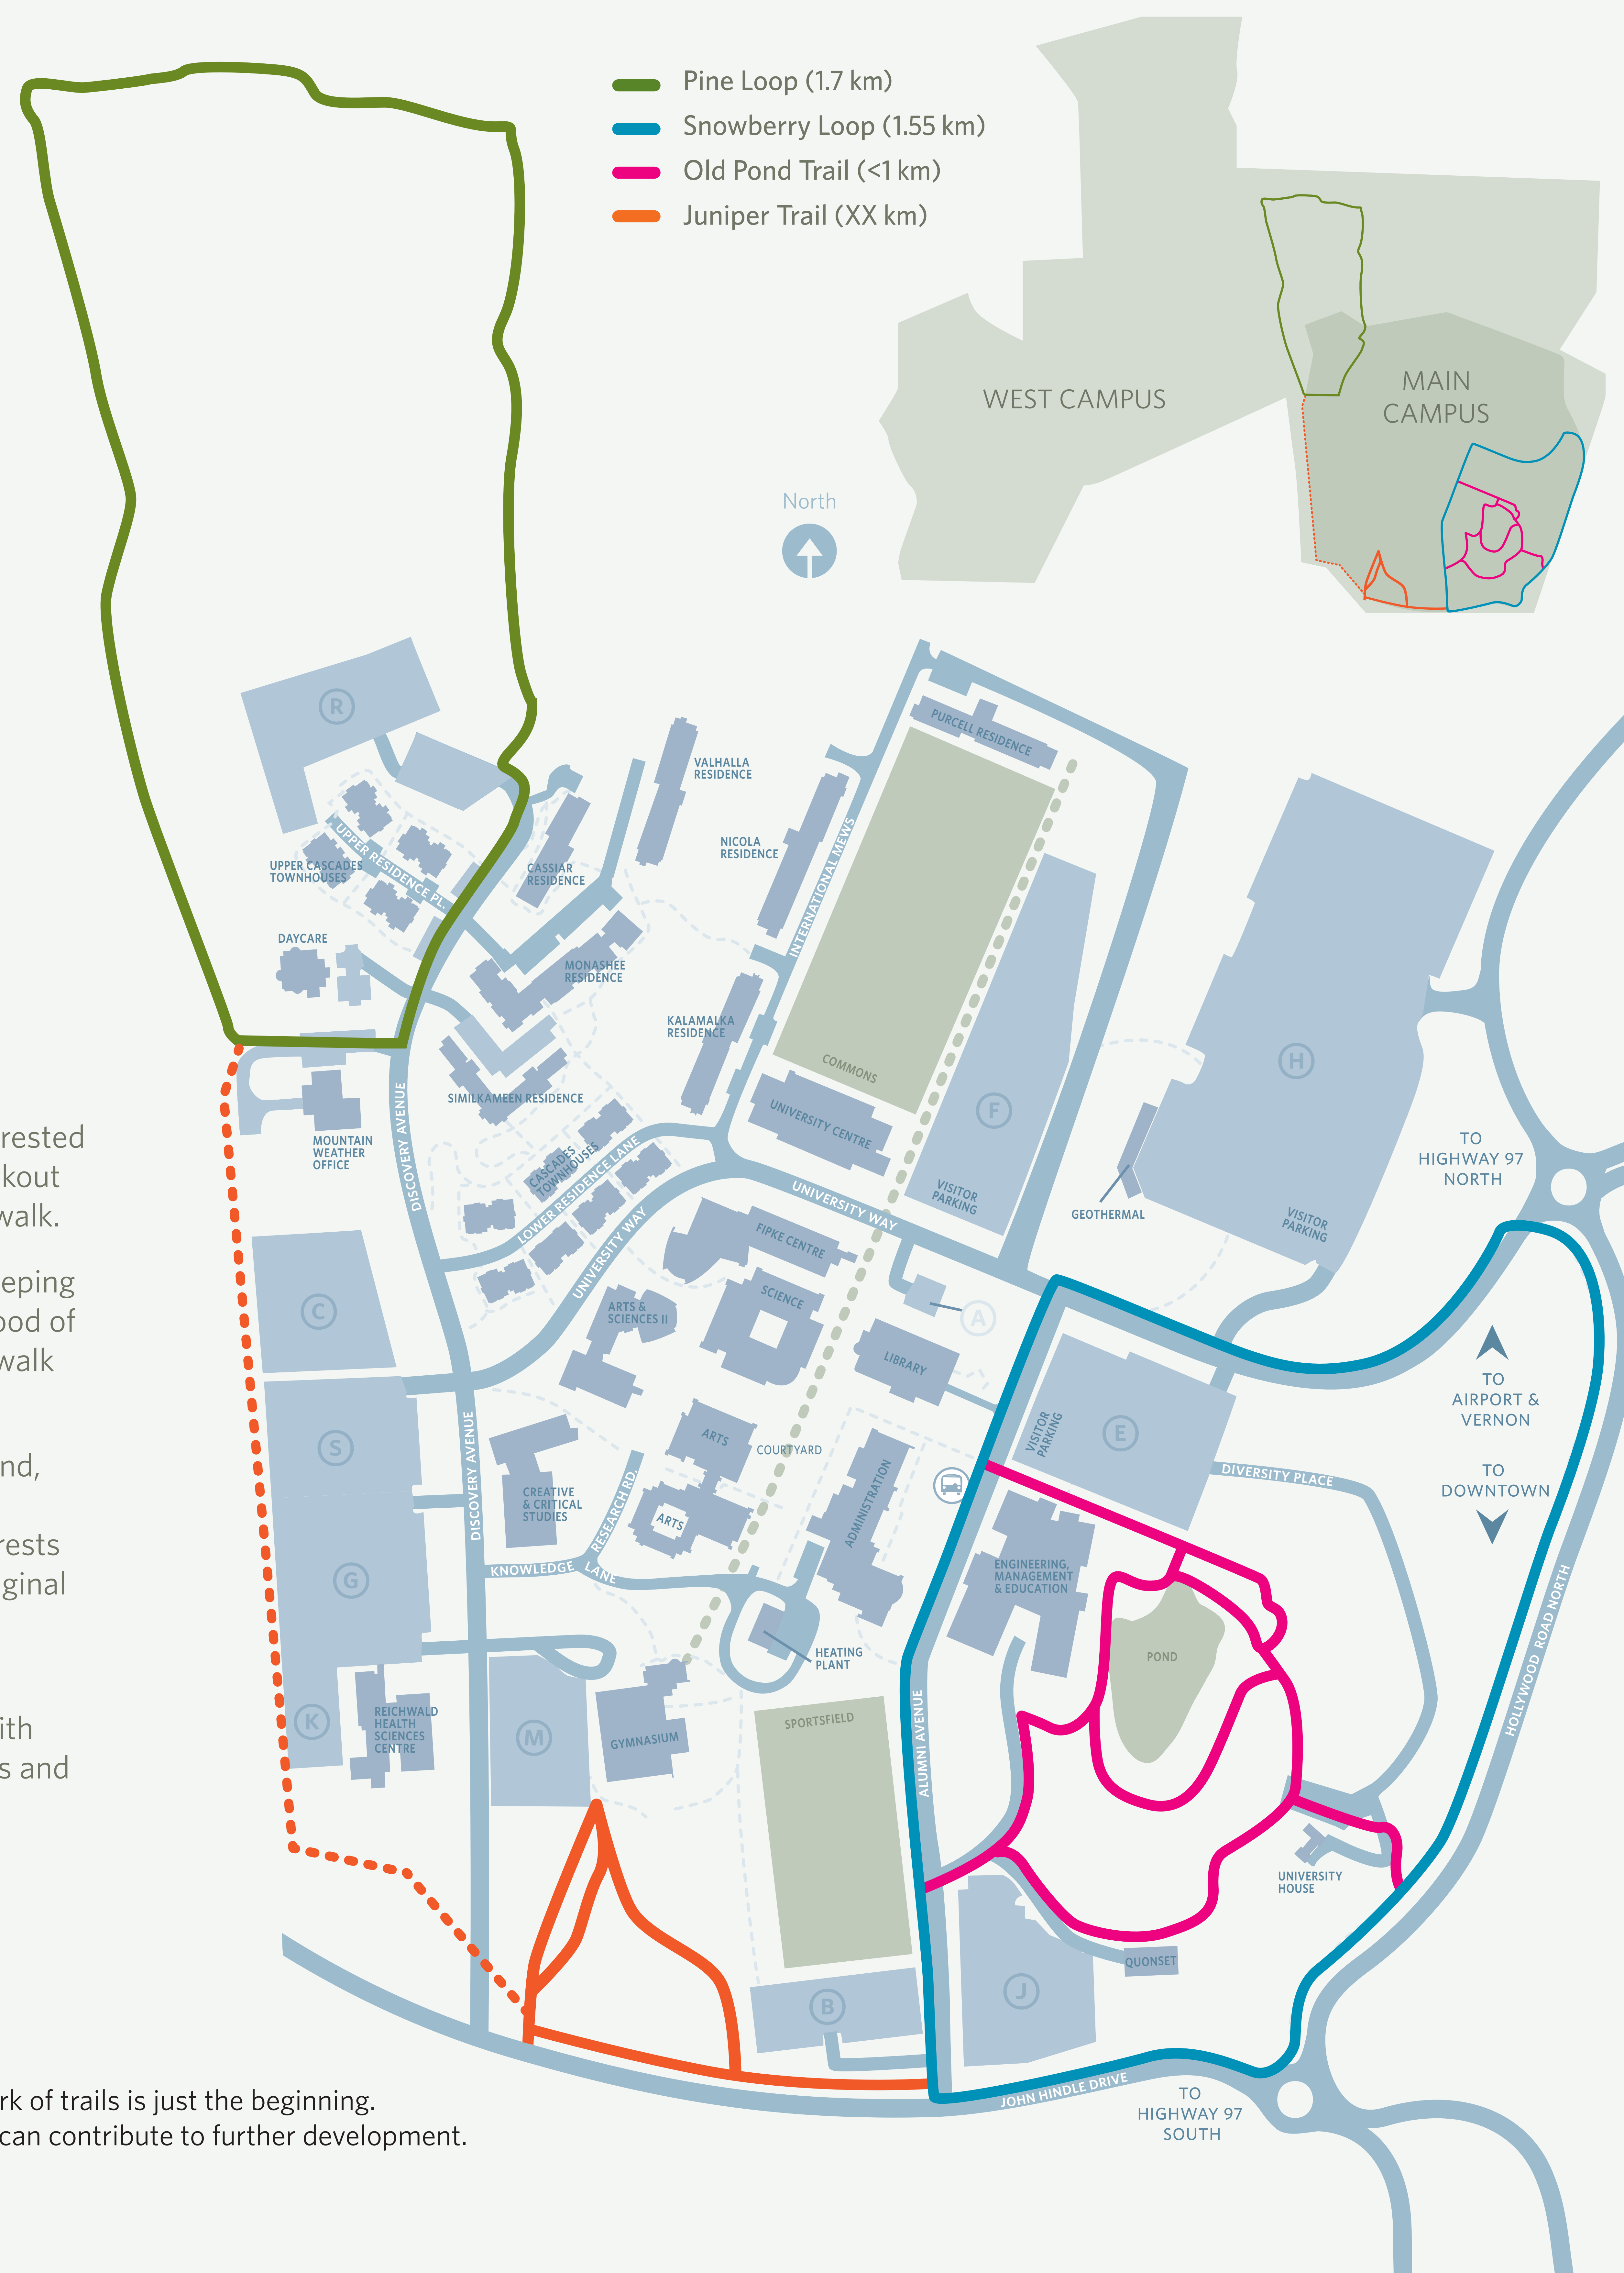 Pine Loop (1.7 km)
Snowberry Loop (1.55 km)
Old Pond Trail (<1 km)
Juniper Trail (XX km)
WEST CAMPUS
MAIN
CAMPUS
North
R
PURCELL RESIDENCE
VALHALLA
RESIDENCE
NICOLA
RESIDENCE
INTERNATIONAL MEWS
UPPER RESIDENCE PL.
UPPER CASCADES
TOWNHOUSES
CASSIAR
RESIDENCE
DAYCARE
MONASHEE
RESIDENCE
KALAMALKA
RESIDENCE
COMMONS
H
F
SIMILKAMEEN RESIDENCE
UNIVERSITY CENTRE
MOUNTAIN
WEATHER
OFFICE
DISCOVERY AVENUE
CASCADES
TOWNHOUSES
LOWER RESIDENCE LANE
UNIVERSITY WAY
UNIVERSITY WAY
VISITOR
PARKING
GEOTHERMAL
VISITOR
PARKING
TO
HIGHWAY 97
NORTH
rested
kout
walk.
eeping
ood of
walk
nd,
rests
ginal
ith
s and
FIPKE CENTRE
SCIENCE
ARTS &
SCIENCES II
C
A
LIBRARY
TO
AIRPORT &
VERNON
TO
DOWNTOWN
VISITOR
PARKING
E
S
ARTS
COURTYARD
DIVERSITY PLACE
DISCOVERY AVENUE
CREATIVE
& CRITICAL
STUDIES
RESEARCH RD.
ARTS
ADMINISTRATION
KNOWLEDGE LANE
G
ENGINEERING,
MANAGEMENT
& EDUCATION
POND
HOLLYWOOD ROAD NORTH
HEATING
PLANT
K
REICHWALD
HEALTH
SCIENCES
CENTRE
M
GYMNASIUM
SPORTSFIELD
ALUMNI AVENUE
UNIVERSITY
HOUSE
QUONSET
B
J
JOHN HINDLE DRIVE
TO
HIGHWAY 97
SOUTH
rk of trails is just the beginning.
can contribute to further development.